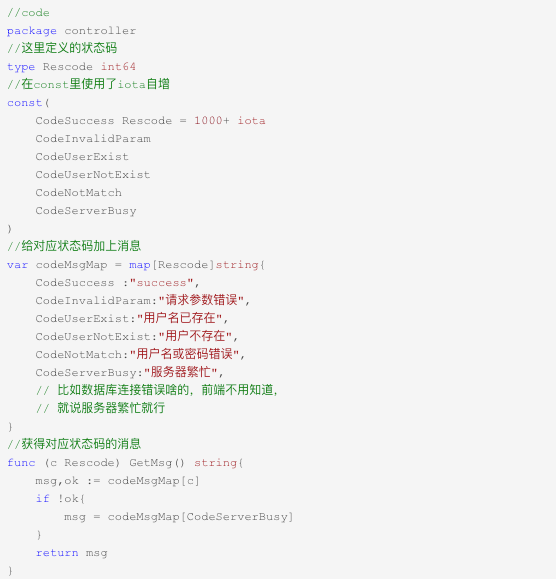 //code
package controller
//这里定义的状态码
type Rescode int64
//在const里使用了iota自增
const(
    CodeSuccess Rescode = 1000+ iota
    CodeInvalidParam
    CodeUserExist
    CodeUserNotExist
    CodeNotMatch
    CodeServerBusy
)
//给对应状态码加上消息
var codeMsgMap = map[Rescode]string{
    CodeSuccess :"success",
    CodeInvalidParam:"请求参数错误",
    CodeUserExist:"用户名已存在",
    CodeUserNotExist:"用户不存在",
    CodeNotMatch:"用户名或密码错误",
    CodeServerBusy:"服务器繁忙",
    // 比如数据库连接错误啥的，前端不用知道，
    // 就说服务器繁忙就行
}
//获得对应状态码的消息
func (c Rescode) GetMsg() string{
    msg,ok := codeMsgMap[c]
    if !ok{
        msg = codeMsgMap[CodeServerBusy]
    }
    return msg
}